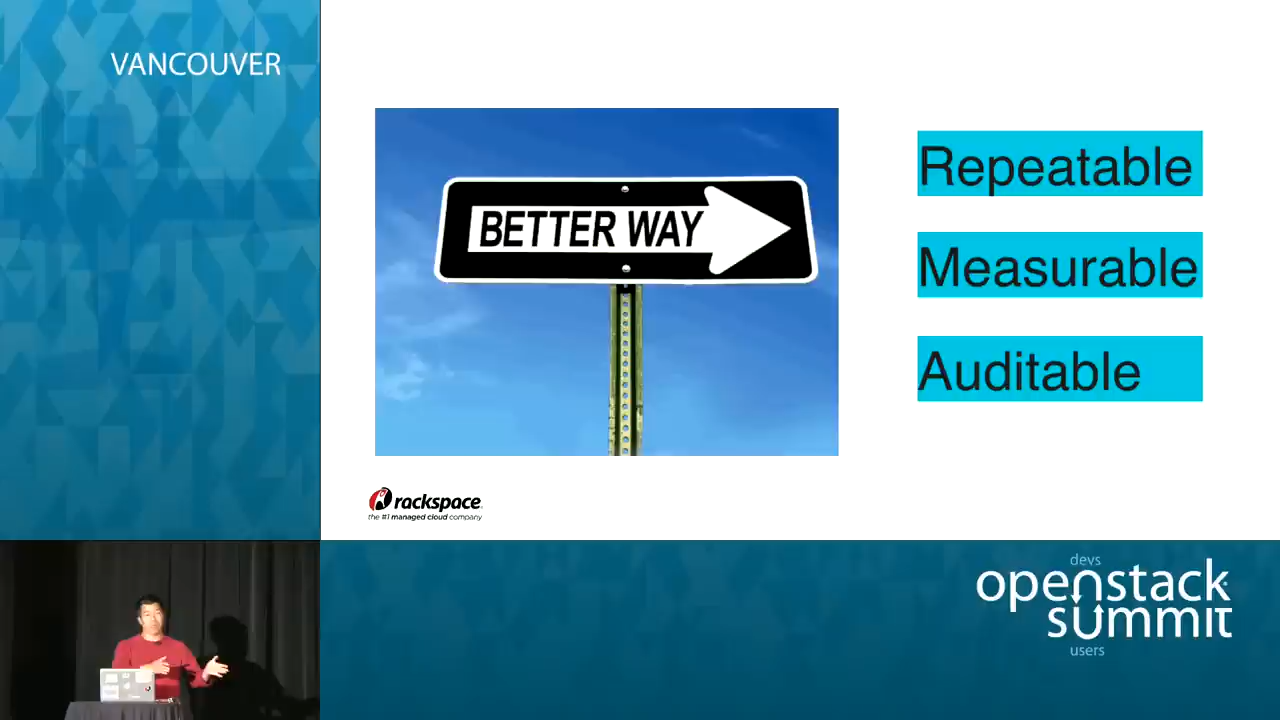 VANCOUVER
BETTER WAY
Repeatable
Measurable
Auditable
rackspace
the #1 managed cloud company
devs
openstack
summit
users